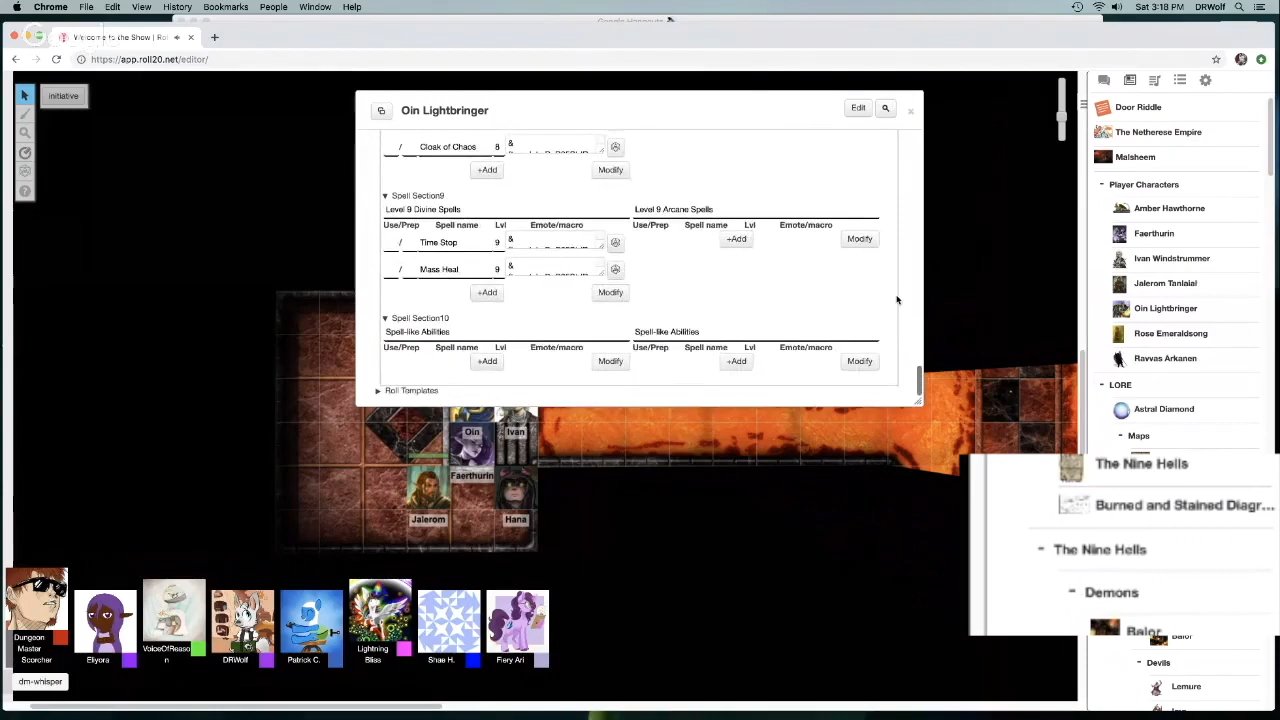 Chrome File Edit View History Bookmarks People Window Help
Sat 3:18 PM DRWolf
Google Hangouts
Welcome to the Show | Rol
https://app.roll20.net/editor/
initiative
Oin Lightbringer
Edit
/ Cloak of Chaos 8 &
+Add Modify
Spell Section9
Level 9 Divine Spells Level 9 Arcane Spells
Use/Prep Spell name Lvl Emote/macro Use/Prep Spell name Lvl Emote/macro
/ Time Stop 9 & +Add Modify
/ Mass Heal 9 &
+Add Modify
Spell Section10
Spell-like Abilities Spell-like Abilities
Use/Prep Spell name Lvl Emote/macro Use/Prep Spell name Lvl Emote/macro
+Add Modify +Add Modify
Roll Templates
Oin Ivan
Faerthurin
Jalerom Hana
Door Riddle
The Netherese Empire
Malsheem
Player Characters
Amber Hawthorne
Faerthurin
Ivan Windstrummer
Jalerom Tanlaial
Oin Lightbringer
Rose Emeraldsong
Ravvas Arkanen
LORE
Astral Diamond
Maps
The Nine Hells
Burned and Stained Diagr...
The Nine Hells
Demons
Balor
Balor
Devils
Lemure
Dungeon
Master
Scorcher
Eliyora
VoiceOfReaso
n
DRWolf
Patrick C.
Lightning
Bliss
Shae H.
Fiery Ari
dm-whisper